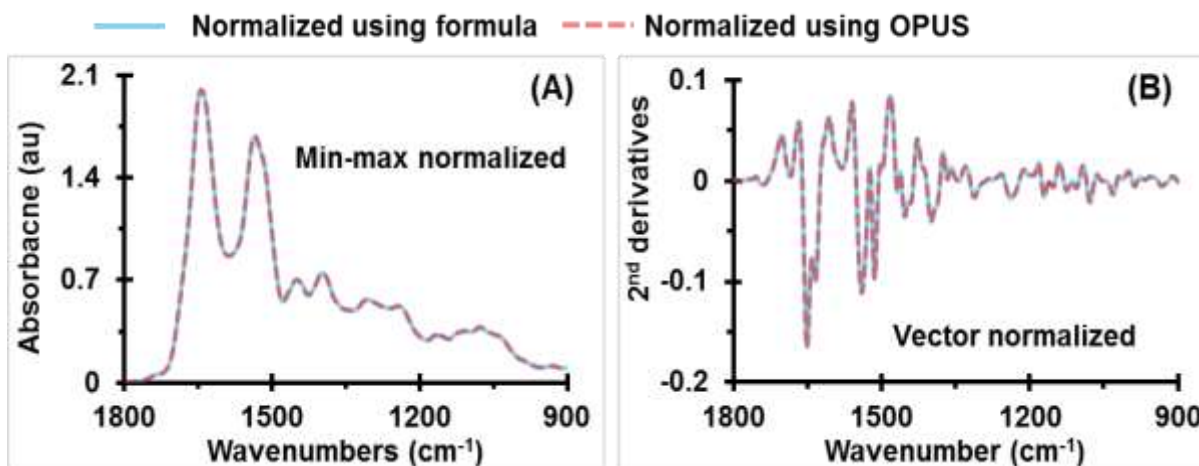 Normalized using formula Normalized using OPUS
(A)
Min-max normalized
Absorbacne (au)
2.1
1.4
0.7
0
1800 1500 1200 900
Wavenumbers (cm⁻¹)
(B)
Vector normalized
2ⁿᵈ derivatives
0.1
0
-0.1
-0.2
1800 1500 1200 900
Wavenumber (cm⁻¹)